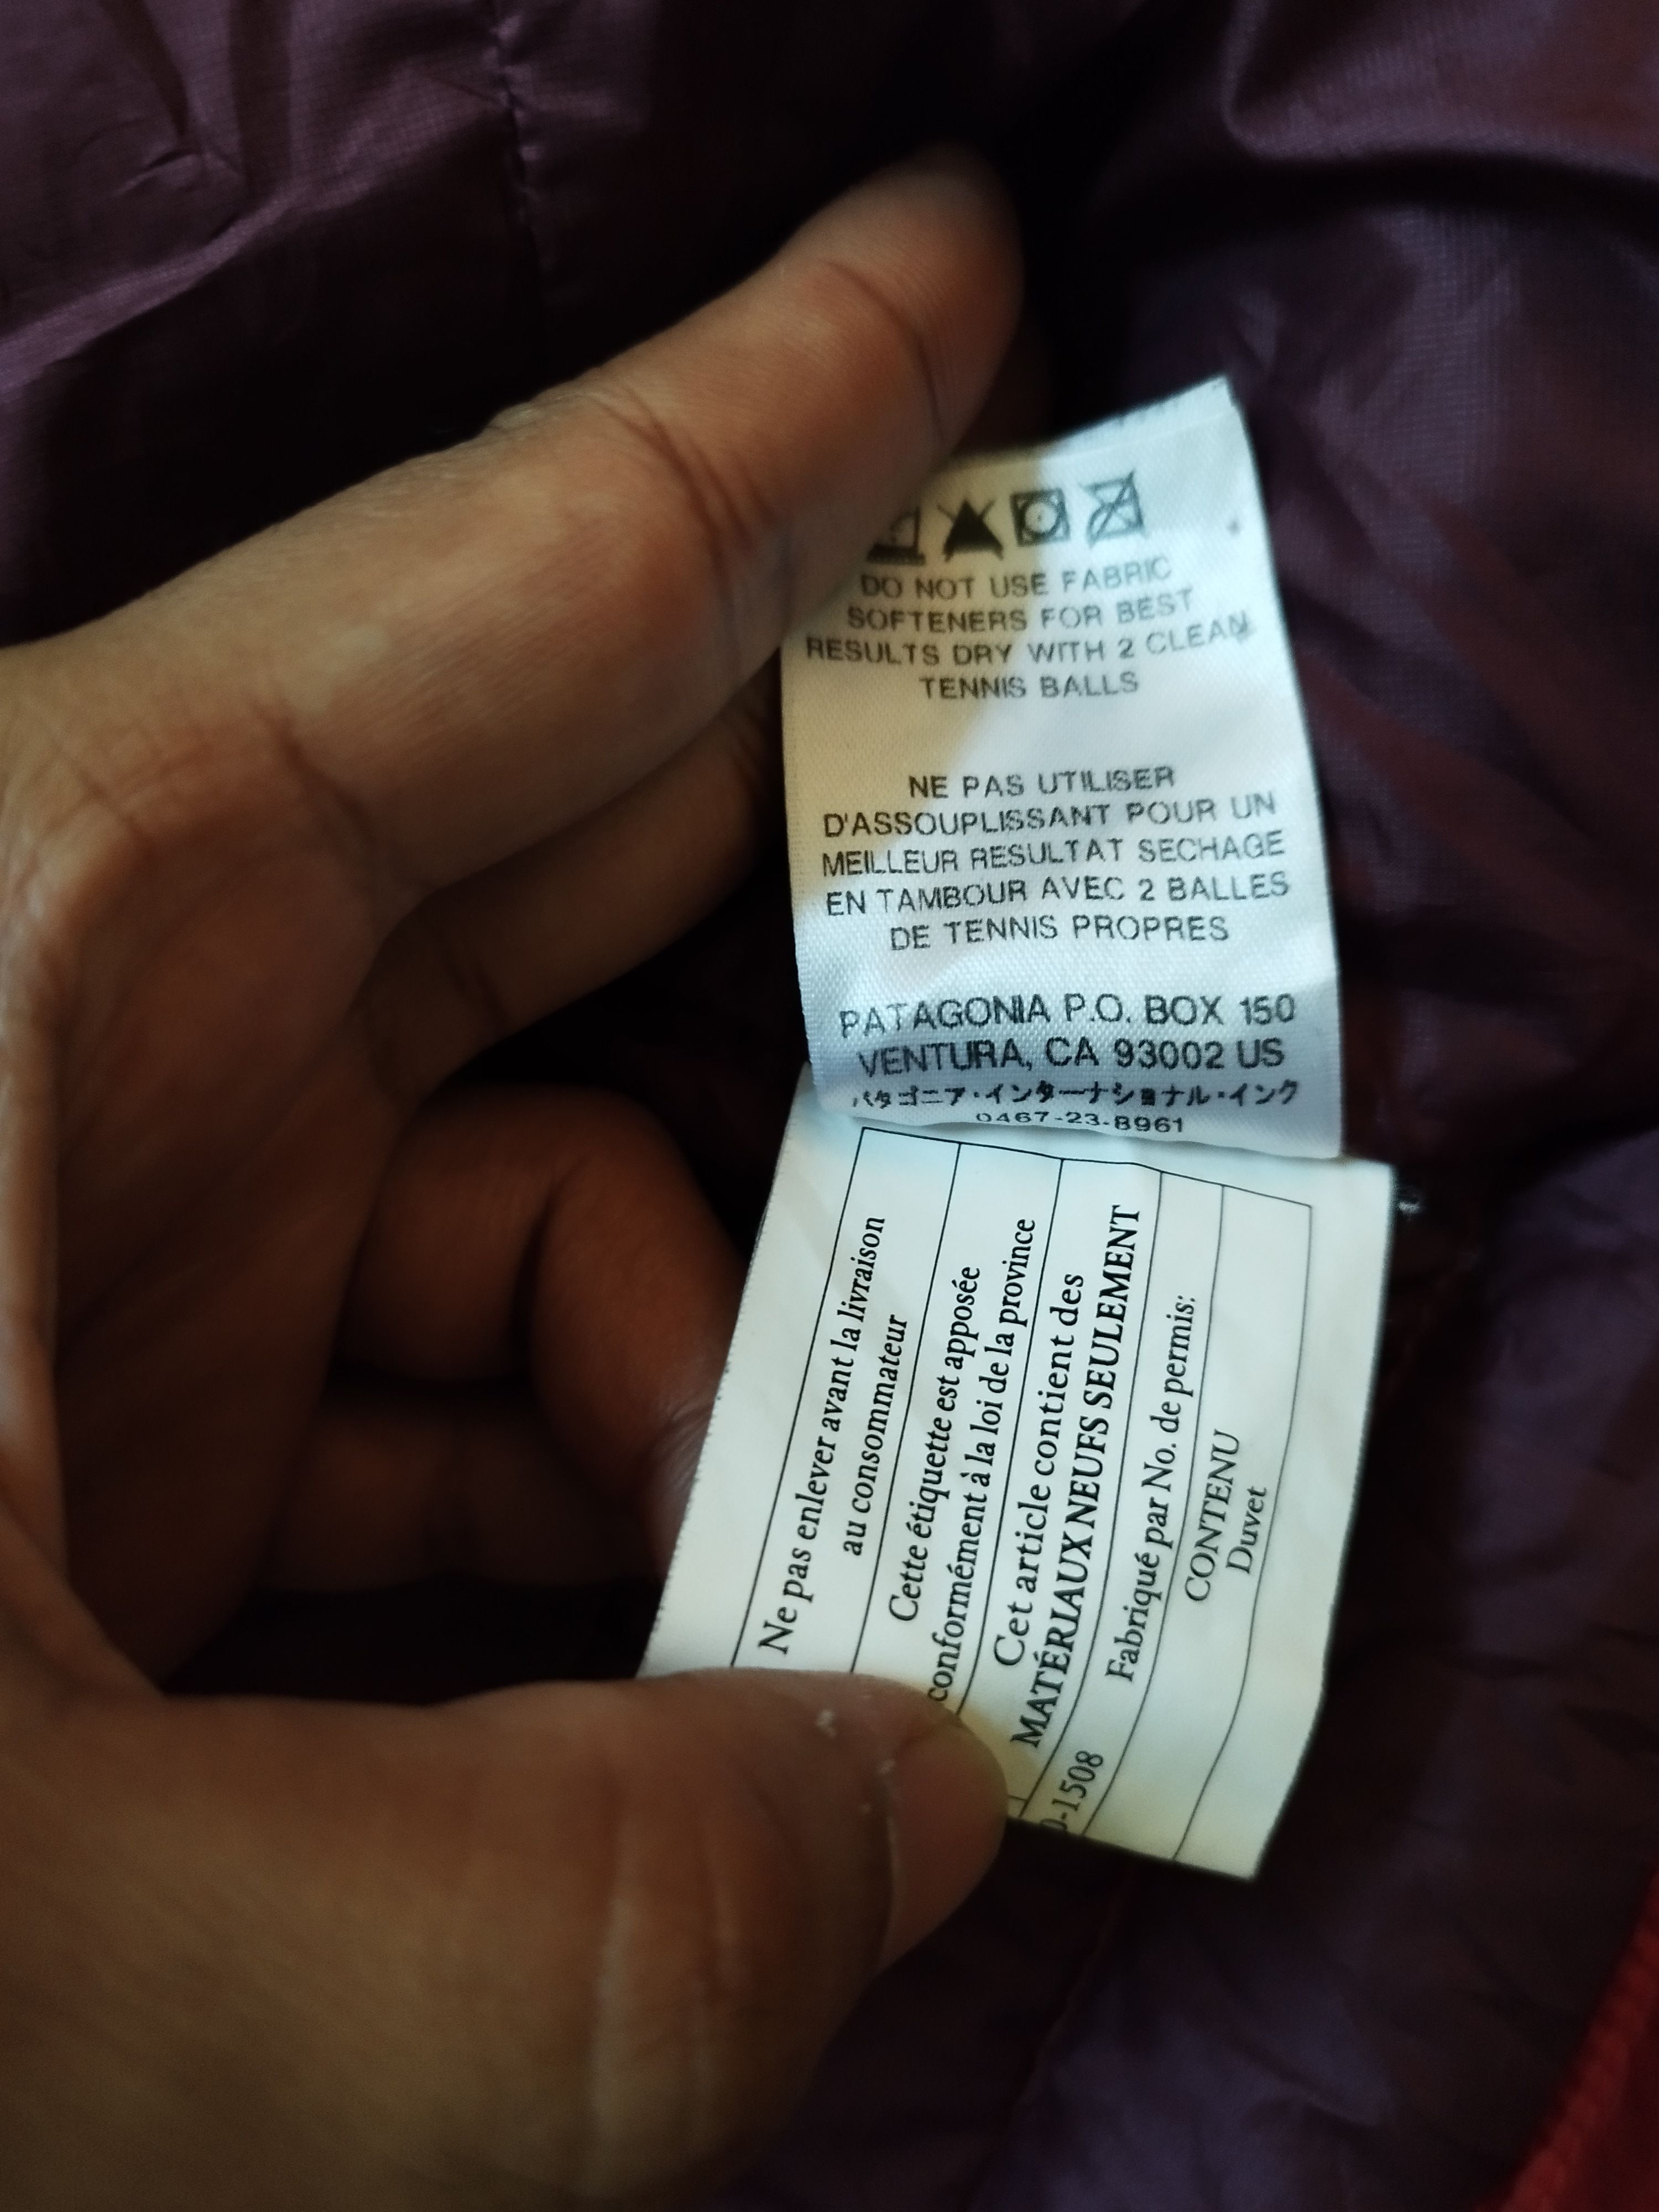 DO NOT USE FABRIC
SOFTENERS FOR BEST
RESULTS DRY WITH 2 CLEAN
TENNIS BALLS
NE PAS UTILISER
D'ASSOUPLISSANT POUR UN
MEILLEUR RESULTAT SECHAGE
EN TAMBOUR AVEC 2 BALLES
DE TENNIS PROPRES
PATAGONIA P.O. BOX 150
VENTURA, CA 93002 US
パタゴニア・インターナショナル・インク
0467-23-8961
Ne pas enlever avant la livraison
au consommateur
Cette étiquette est apposée
conformément à la loi de la province
Cet article contient des
MATÉRIAUX NEUFS SEULEMENT
Fabriqué par No. de permis:
-1508
CONTENU
Duvet